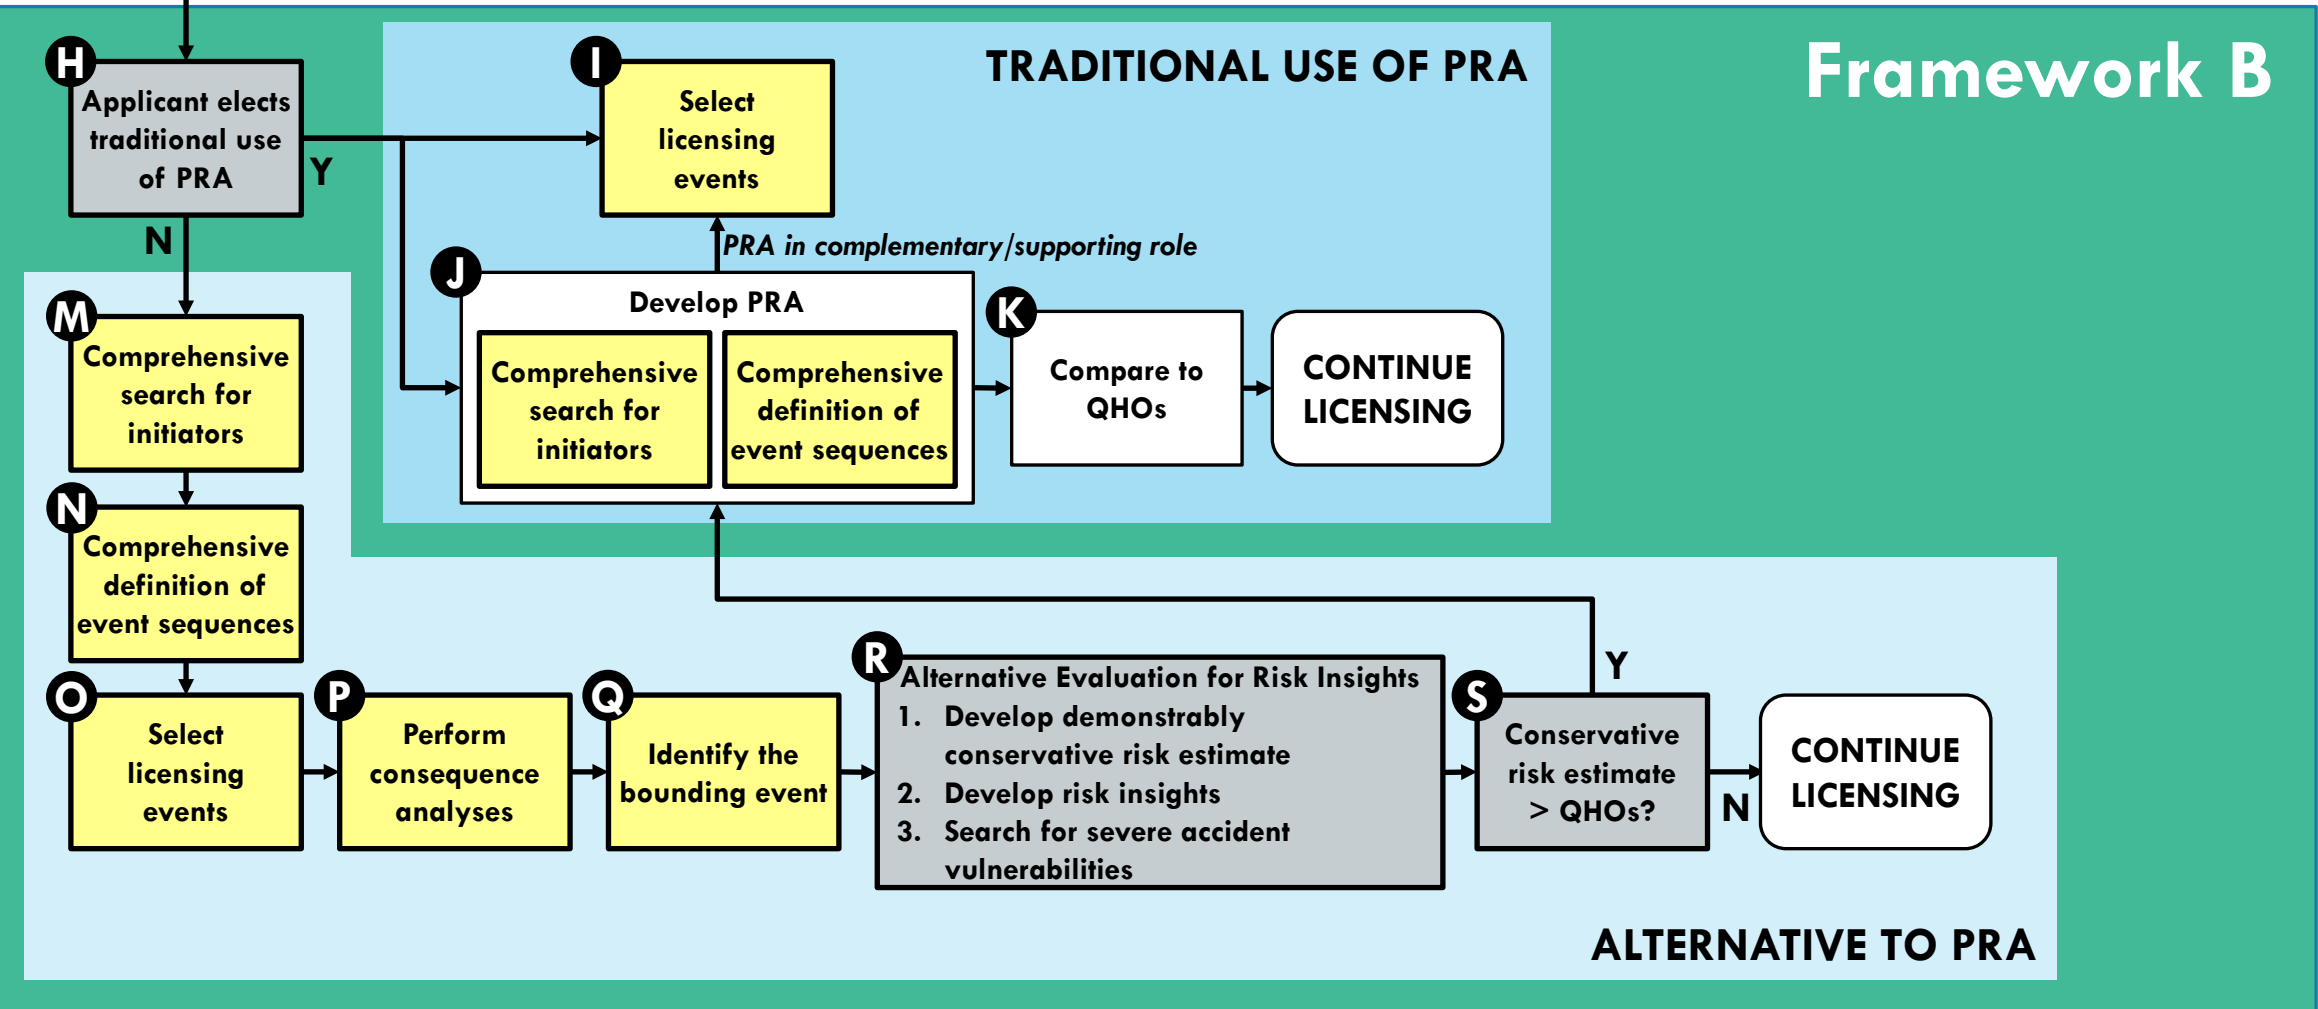 Framework B
TRADITIONAL USE OF PRA
H
Applicant elects
traditional use
of PRA
Y
N
I
Select
licensing
events
PRA in complementary/supporting role
J
Develop PRA
Comprehensive
search for
initiators
Comprehensive
definition of
event sequences
K
Compare to
QHOs
CONTINUE
LICENSING
M
Comprehensive
search for
initiators
N
Comprehensive
definition of
event sequences
O
Select
licensing
events
P
Perform
consequence
analyses
Q
Identify the
bounding event
R
Alternative Evaluation for Risk Insights
1. Develop demonstrably
conservative risk estimate
2. Develop risk insights
3. Search for severe accident
vulnerabilities
S
Conservative
risk estimate
> QHOs?
Y
N
CONTINUE
LICENSING
ALTERNATIVE TO PRA